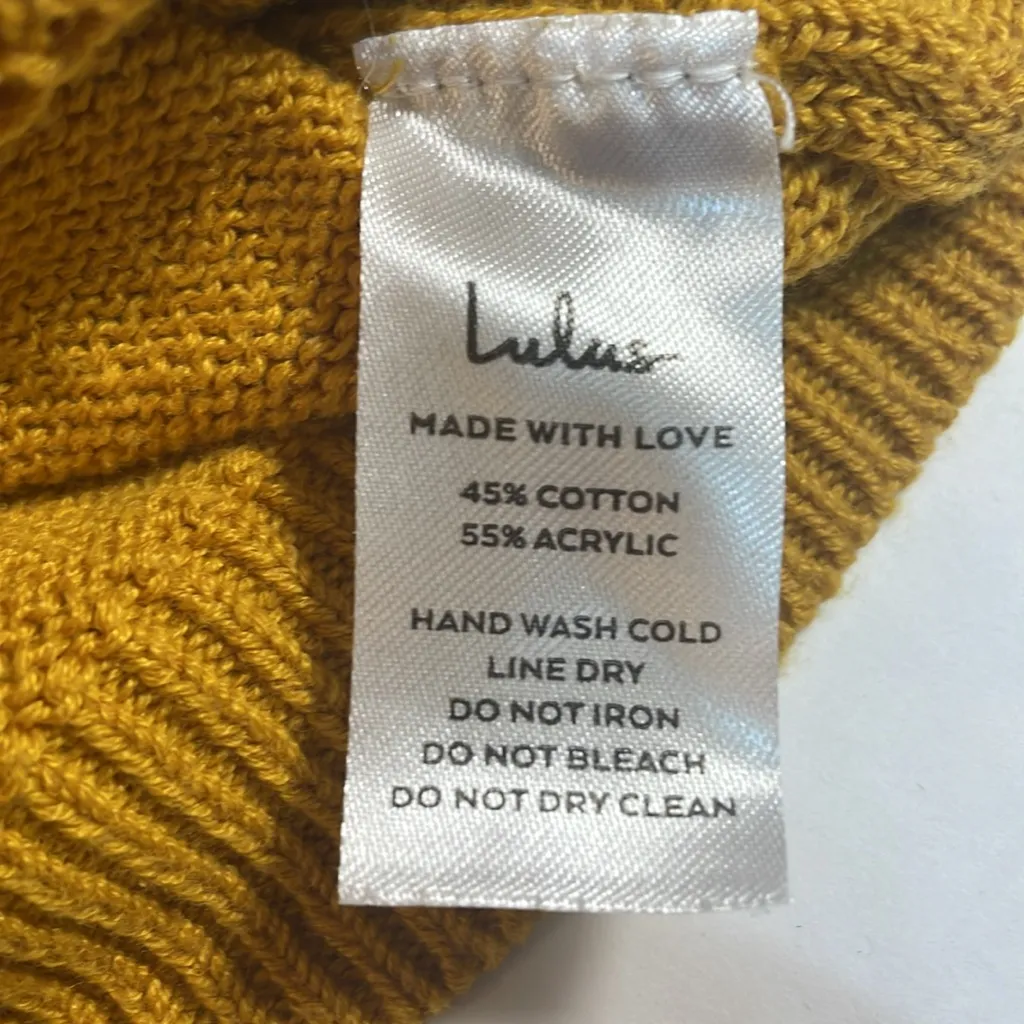 Lulus
MADE WITH LOVE
45% COTTON
55% ACRYLIC
HAND WASH COLD
LINE DRY
DO NOT IRON
DO NOT BLEACH
DO NOT DRY CLEAN